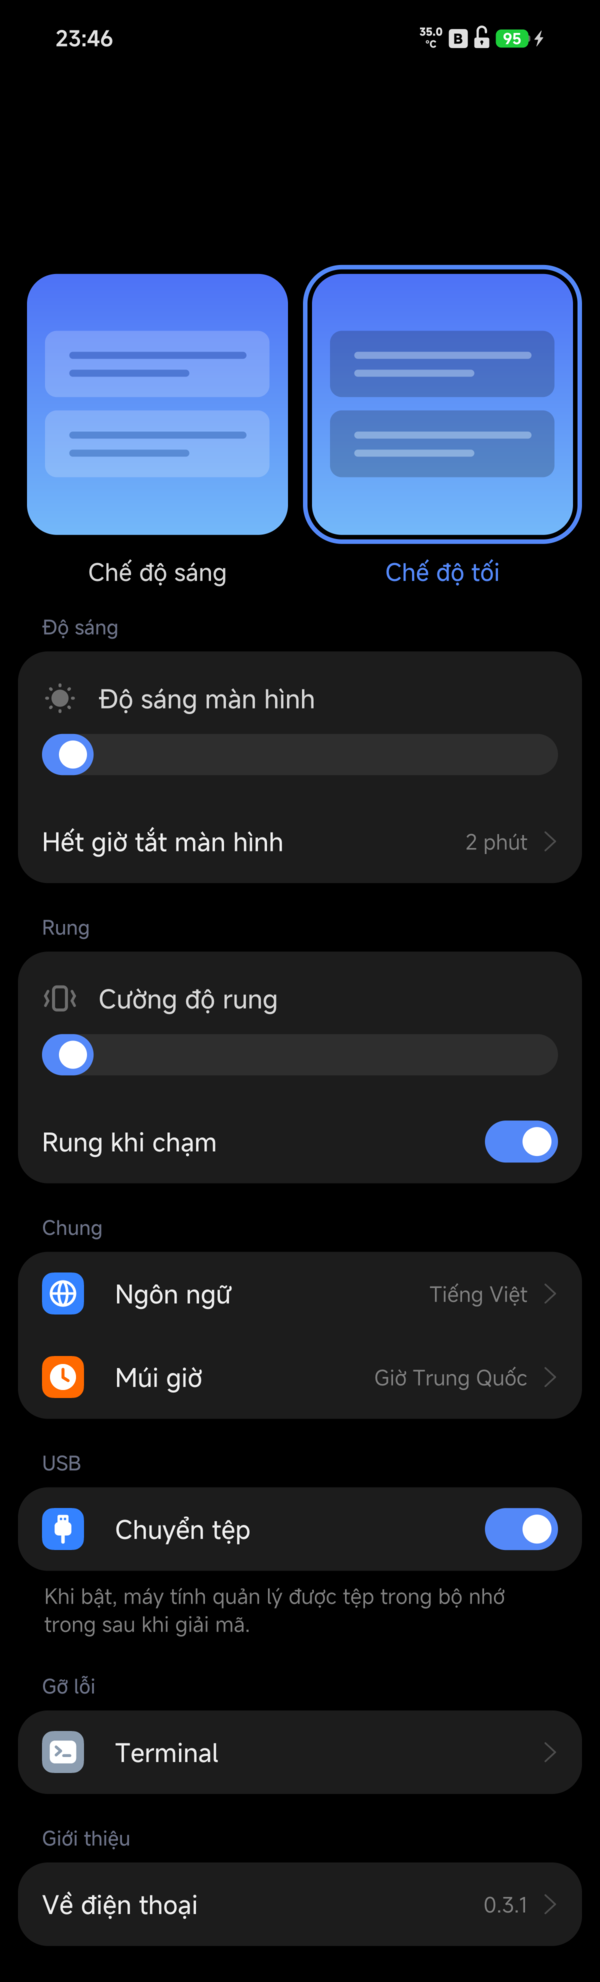 23:46
35.0
°C
B
95
Chế độ sáng
Chế độ tối
Độ sáng
Độ sáng màn hình
Hết giờ tắt màn hình 2 phút
Rung
Cường độ rung
Rung khi chạm
Chung
Ngôn ngữ Tiếng Việt
Múi giờ Giờ Trung Quốc
USB
Chuyển tệp
Khi bật, máy tính quản lý được tệp trong bộ nhớ
trong sau khi giải mã.
Gỡ lỗi
Terminal
Giới thiệu
Về điện thoại 0.3.1